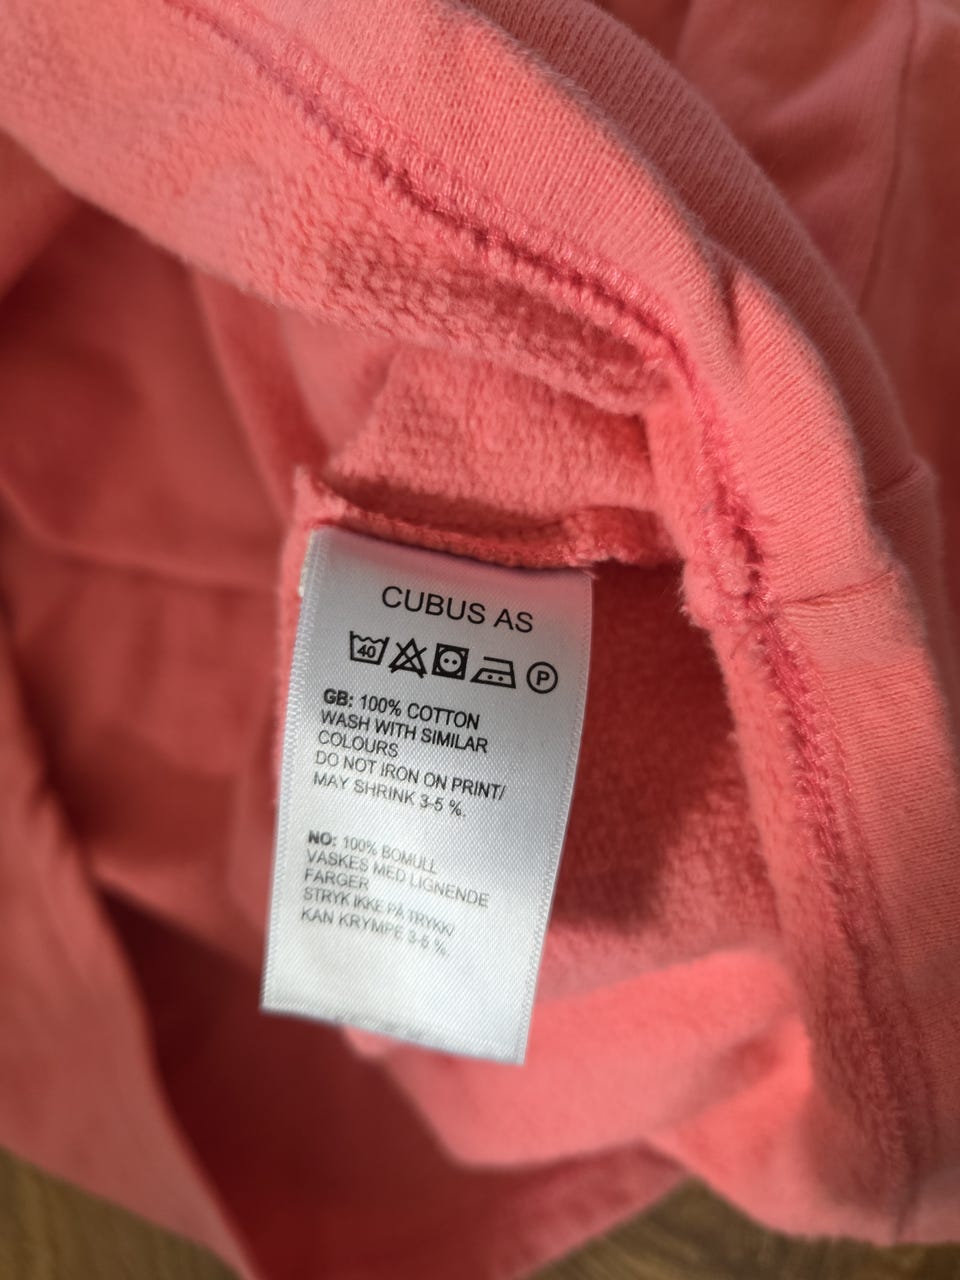 CUBUS AS
40 P
GB: 100% COTTON
WASH WITH SIMILAR
COLOURS
DO NOT IRON ON PRINT/
MAY SHRINK 3-5 %.
NO: 100% BOMULL
VASKES MED LIGNENDE
FARGER
STRYK IKKE PÅ TRYKK/
KAN KRYMPE 3-5 %.